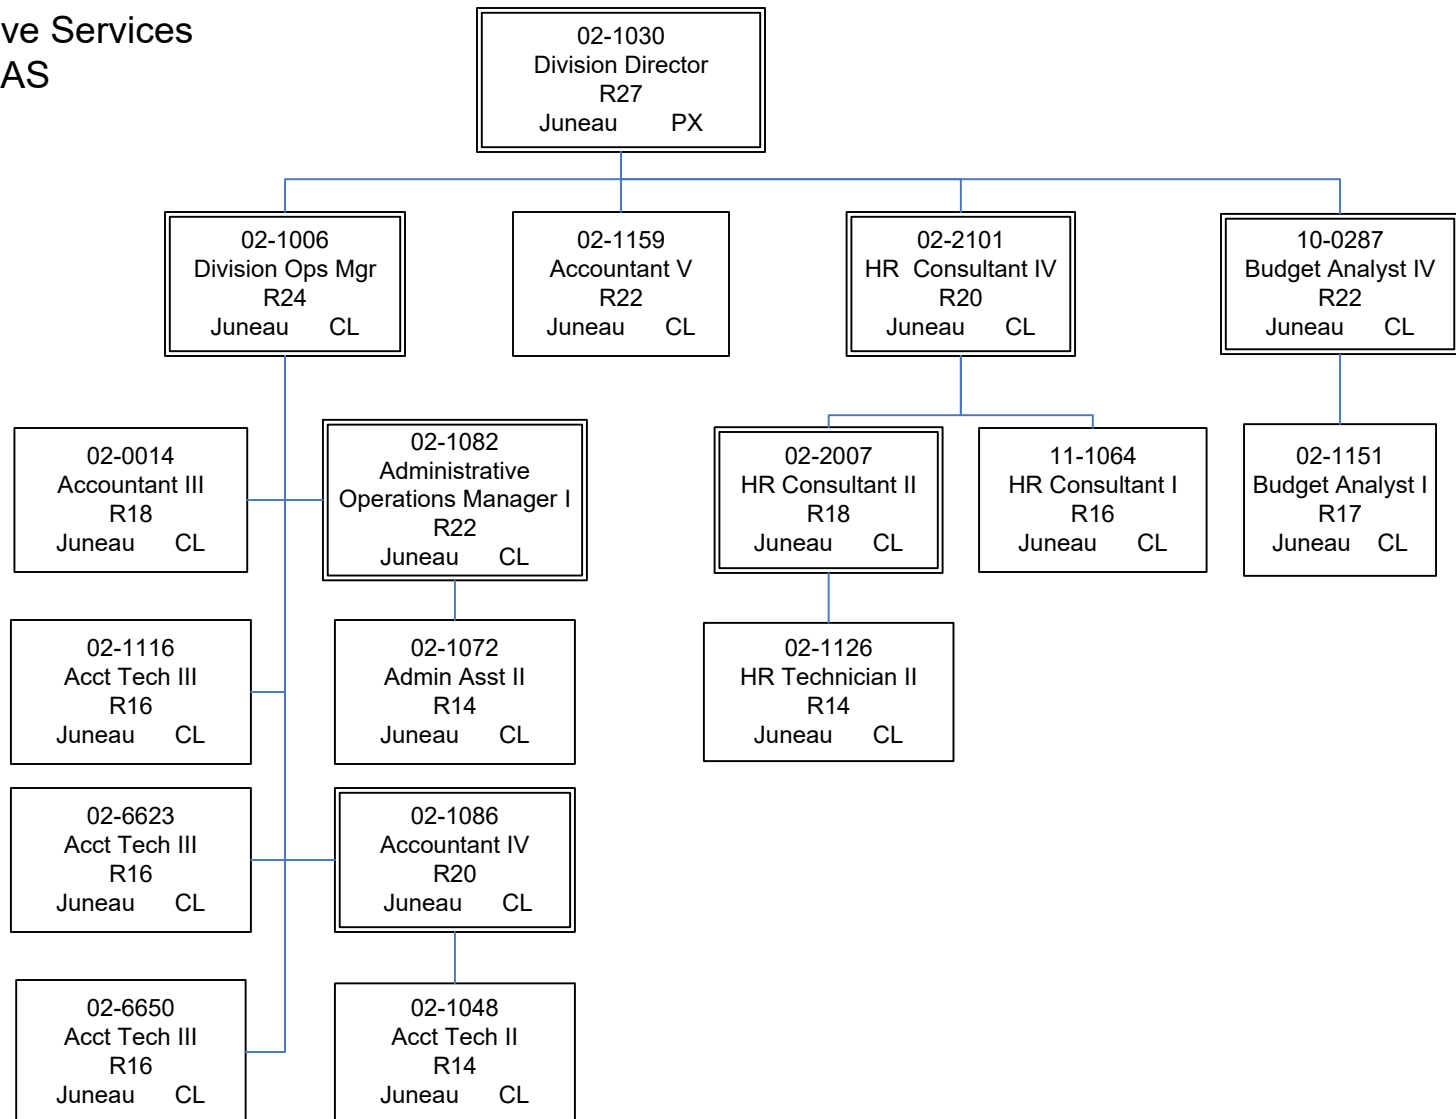 ve Services
AS
02-1030
Division Director
R27
Juneau PX
02-1006
Division Ops Mgr
R24
Juneau CL
02-1159
Accountant V
R22
Juneau CL
02-2101
HR Consultant IV
R20
Juneau CL
10-0287
Budget Analyst IV
R22
Juneau CL
02-0014
Accountant III
R18
Juneau CL
02-1082
Administrative
Operations Manager I
R22
Juneau CL
02-2007
HR Consultant II
R18
Juneau CL
11-1064
HR Consultant I
R16
Juneau CL
02-1151
Budget Analyst I
R17
Juneau CL
02-1116
Acct Tech III
R16
Juneau CL
02-1072
Admin Asst II
R14
Juneau CL
02-1126
HR Technician II
R14
Juneau CL
02-6623
Acct Tech III
R16
Juneau CL
02-1086
Accountant IV
R20
Juneau CL
02-6650
Acct Tech III
R16
Juneau CL
02-1048
Acct Tech II
R14
Juneau CL